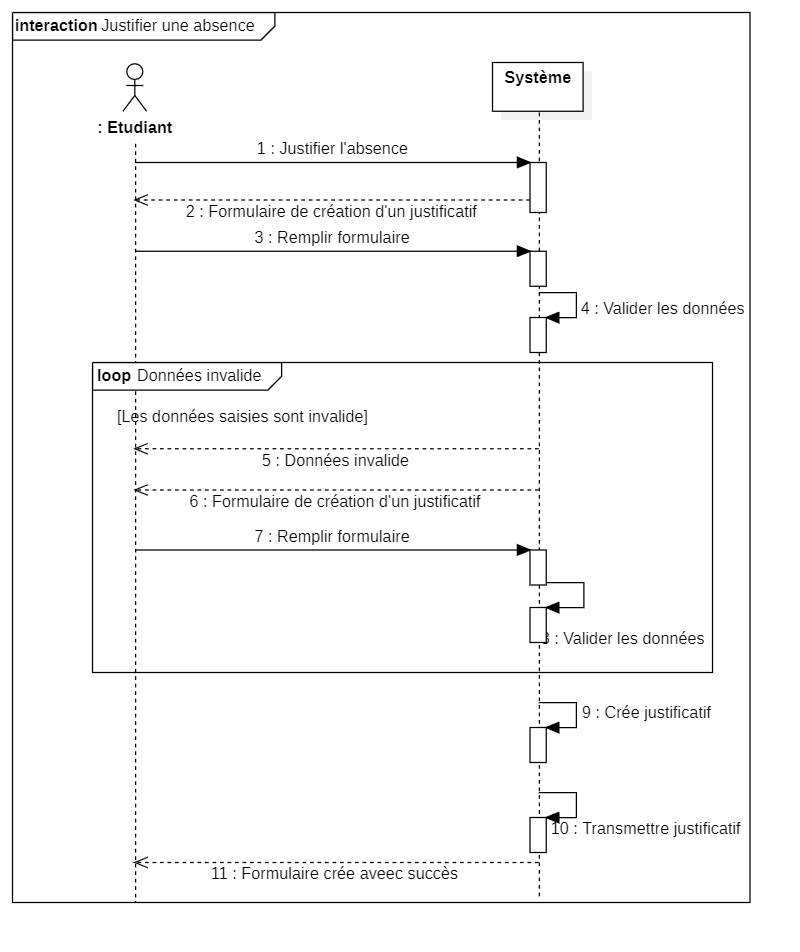 interaction Justifier une absence
Système
: Etudiant
1 : Justifier l'absence
2 : Formulaire de création d'un justificatif
3 : Remplir formulaire
4 : Valider les données
loop Données invalide
[Les données saisies sont invalide]
5 : Données invalide
6 : Formulaire de création d'un justificatif
7 : Remplir formulaire
8 : Valider les données
9 : Crée justificatif
10 : Transmettre justificatif
11 : Formulaire crée aveec succès